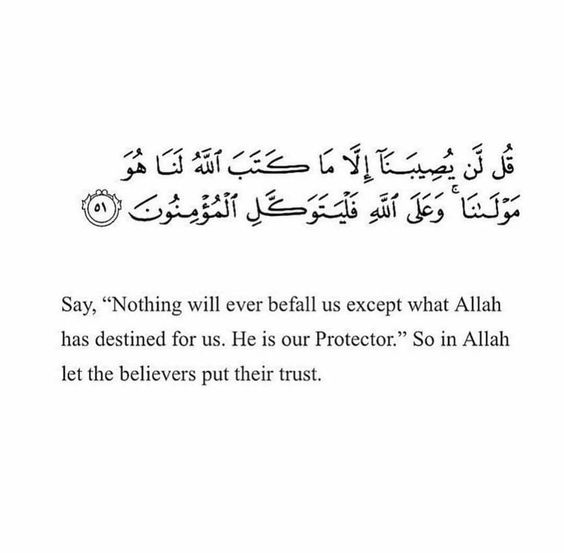 قُل لَّن يُصِيبَنَآ إِلَّا مَا كَتَبَ ٱللَّهُ لَنَا هُوَ
مَوْلَىٰنَا ۚ وَعَلَى ٱللَّهِ فَلْيَتَوَكَّلِ ٱلْمُؤْمِنُونَ ٥١
Say, “Nothing will ever befall us except what Allah
has destined for us. He is our Protector.” So in Allah
let the believers put their trust.